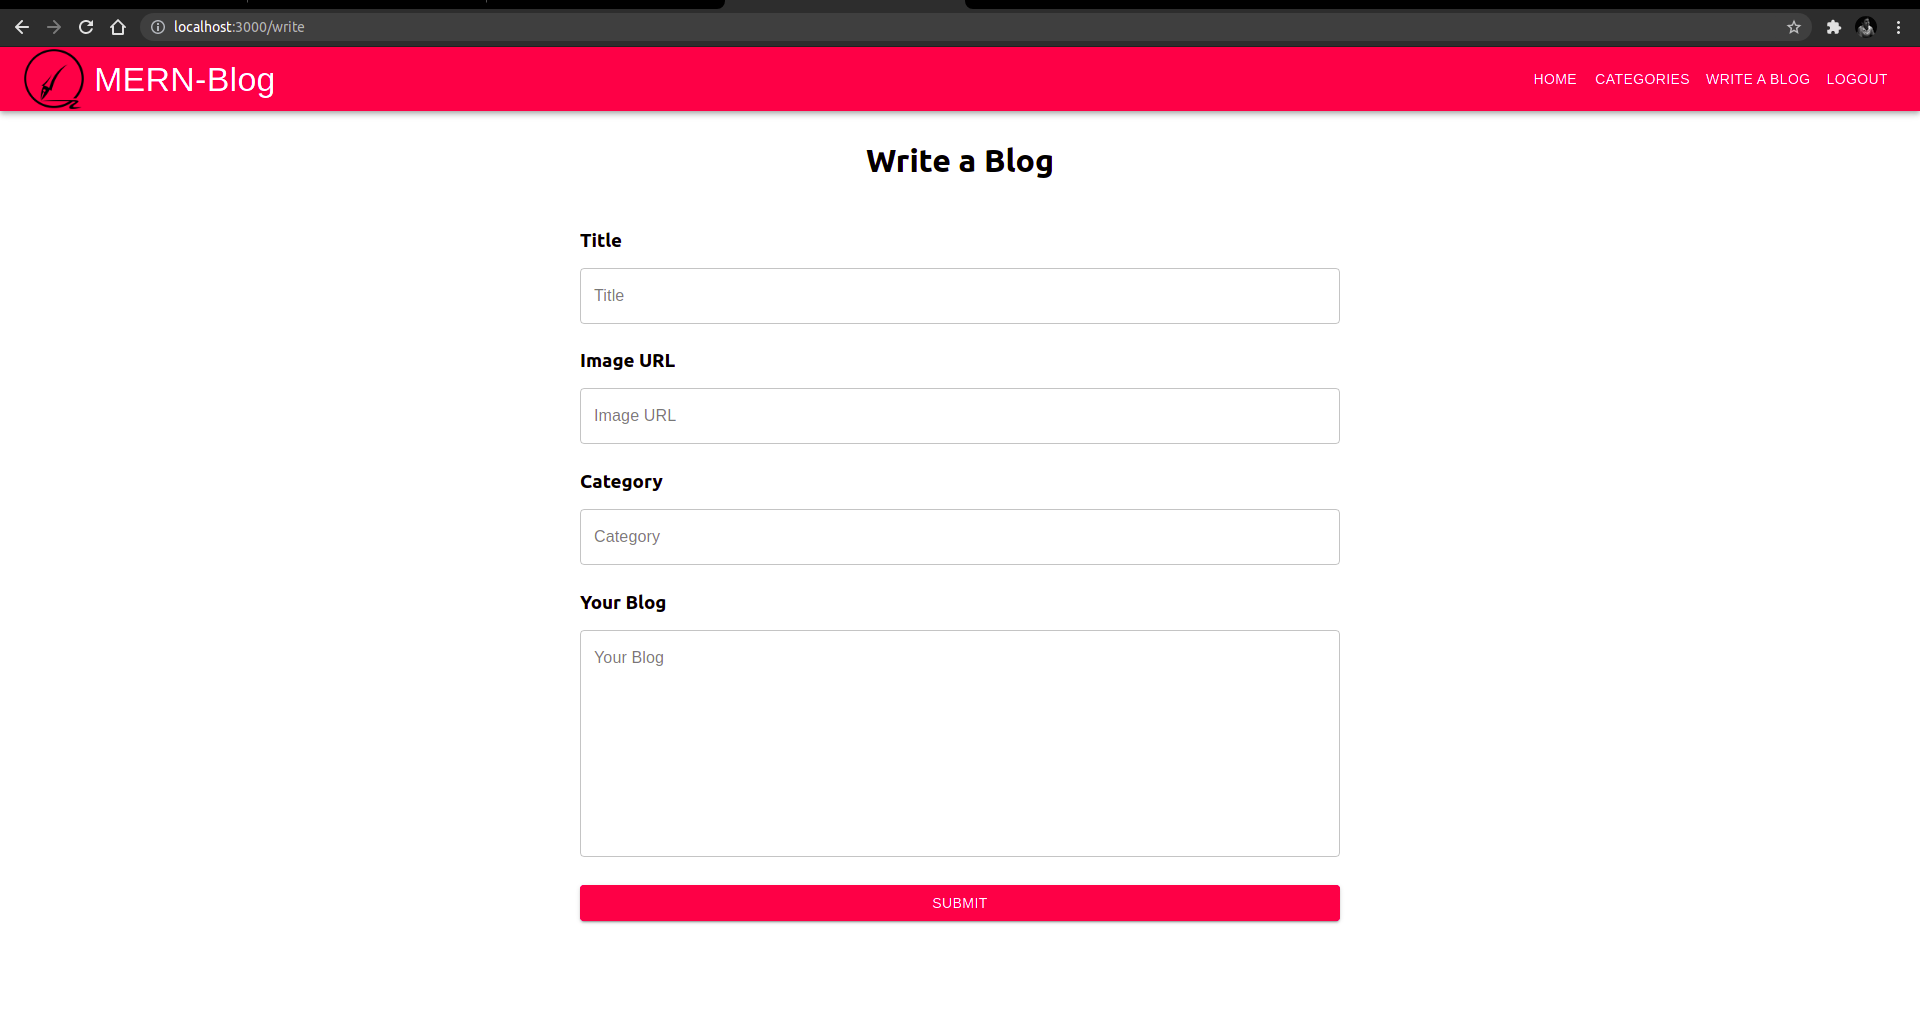 localhost:3000/write
MERN-Blog
HOME CATEGORIES WRITE A BLOG LOGOUT
Write a Blog
Title
Title
Image URL
Image URL
Category
Category
Your Blog
Your Blog
SUBMIT